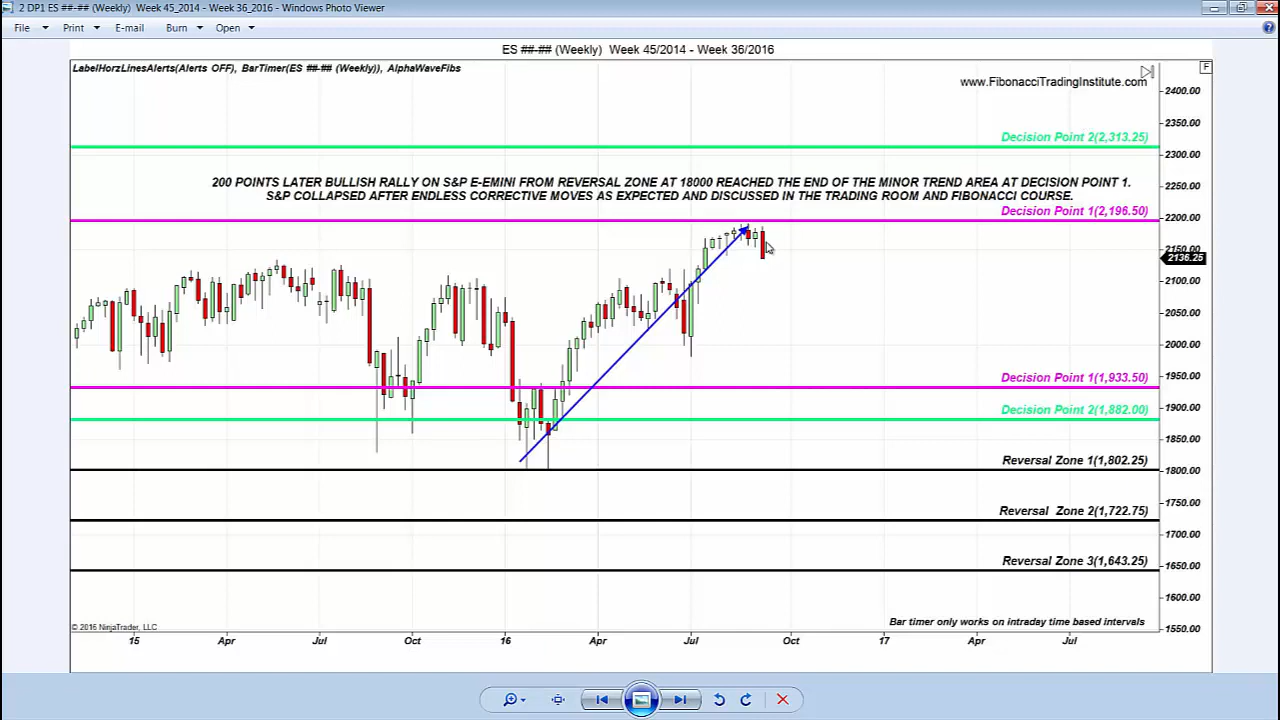 2 DP1 ES ##-## (Weekly) Week 45_2014 - Week 36_2016 - Windows Photo Viewer
File Print E-mail Burn Open
ES ##-## (Weekly) Week 45/2014 - Week 36/2016
LabelHorzLinesAlerts(Alerts OFF), BarTimer(ES ##-## (Weekly)), AlphaWaveFibs
F
www.FibonacciTradingInstitute.com
2400.00
2350.00
Decision Point 2(2,313.25)
2300.00
200 POINTS LATER BULLISH RALLY ON S&P E-EMINI FROM REVERSAL ZONE AT 18000 REACHED THE END OF THE MINOR TREND AREA AT DECISION POINT 1.
2250.00
S&P COLLAPSED AFTER ENDLESS CORRECTIVE MOVES AS EXPECTED AND DISCUSSED IN THE TRADING ROOM AND FIBONACCI COURSE.
Decision Point 1(2,196.50)
2200.00
2150.00
2136.25
2100.00
2050.00
2000.00
1950.00
Decision Point 1(1,933.50)
1900.00
Decision Point 2(1,882.00)
1850.00
Reversal Zone 1(1,802.25)
1800.00
1750.00
Reversal Zone 2(1,722.75)
1700.00
1650.00
Reversal Zone 3(1,643.25)
1600.00
1550.00
© 2016 NinjaTrader, LLC
Bar timer only works on intraday time based intervals
15 Apr Jul Oct 16 Apr Jul Oct 17 Apr Jul